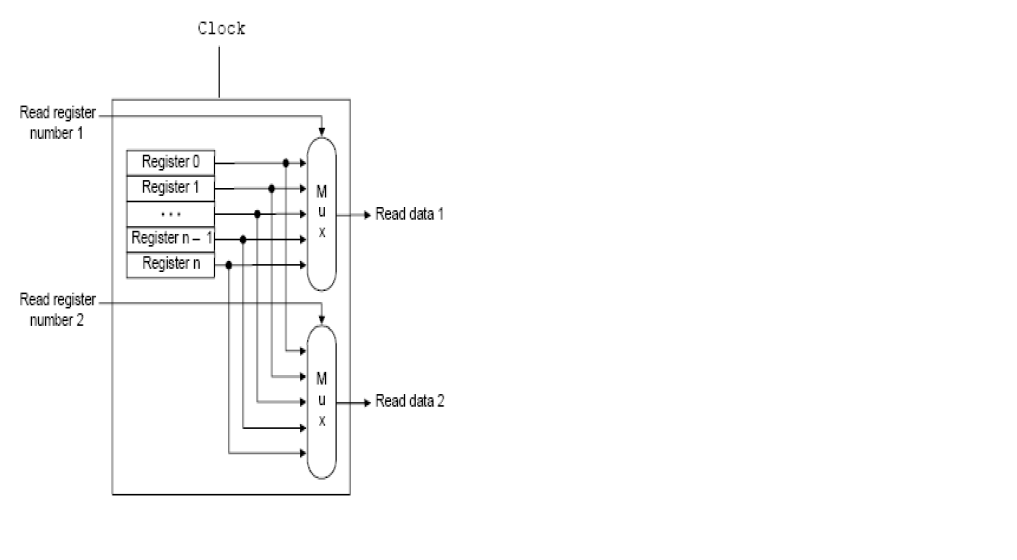 Clock
Read register
number 1
Register 0
Register 1
...
Register n – 1
Register n
M
u
x
Read data 1
Read register
number 2
M
u
x
Read data 2